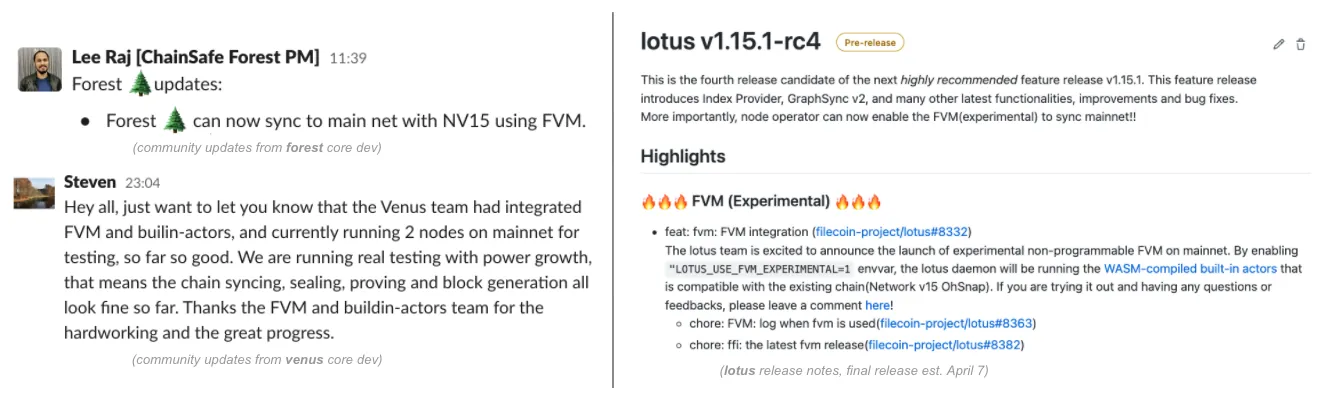 Lee Raj [ChainSafe Forest PM] 11:39
Forest 🌲updates:
• Forest 🌲 can now sync to main net with NV15 using FVM.
(community updates from forest core dev)
Steven 23:04
Hey all, just want to let you know that the Venus team had integrated
FVM and builin-actors, and currently running 2 nodes on mainnet for
testing, so far so good. We are running real testing with power growth,
that means the chain syncing, sealing, proving and block generation all
look fine so far. Thanks the FVM and buildin-actors team for the
hardworking and the great progress.
(community updates from venus core dev)
lotus v1.15.1-rc4 Pre-release
This is the fourth release candidate of the next highly recommended feature release v1.15.1. This feature release
introduces Index Provider, GraphSync v2, and many other latest functionalities, improvements and bug fixes.
More importantly, node operator can now enable the FVM(experimental) to sync mainnet!!
Highlights
🔥🔥🔥 FVM (Experimental) 🔥🔥🔥
• feat: fvm: FVM integration (filecoin-project/lotus#8332)
The lotus team is excited to announce the launch of experimental non-programmable FVM on mainnet. By enabling
"LOTUS_USE_FVM_EXPERIMENTAL=1 envvar, the lotus daemon will be running the WASM-compiled built-in actors that
is compatible with the existing chain(Network v15 OhSnap). If you are trying it out and having any questions or
feedbacks, please leave a comment here!
◦ chore: FVM: log when fvm is used(filecoin-project/lotus#8363)
◦ chore: ffi: the latest fvm release(filecoin-project/lotus#8382)
(lotus release notes, final release est. April 7)